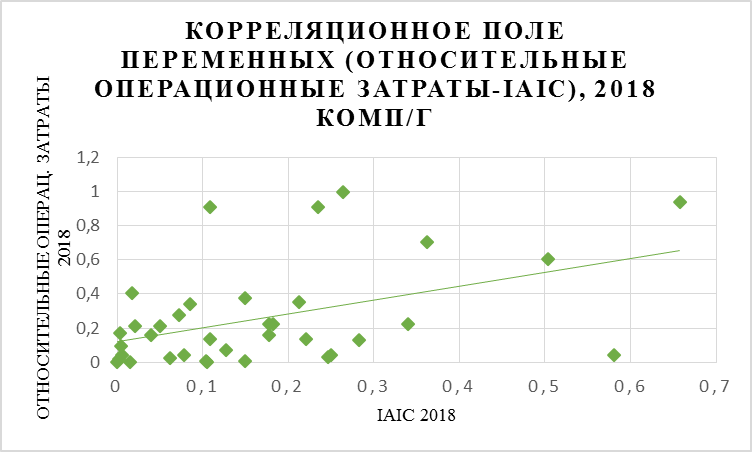 КОРРЕЛЯЦИОННОЕ ПОЛЕ
ПЕРЕМЕННЫХ (ОТНОСИТЕЛЬНЫЕ
ОПЕРАЦИОННЫЕ ЗАТРАТЫ-IAIC), 2018
КОМП/Г
ОТНОСИТЕЛЬНЫЕ ОПЕРАЦ. ЗАТРАТЫ
2018
1,2
1
0,8
0,6
0,4
0,2
0
0 0,1 0,2 0,3 0,4 0,5 0,6 0,7
IAIC 2018